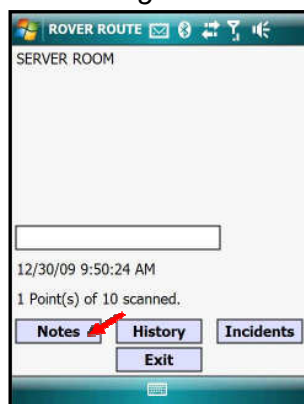 ROVER ROUTE
SERVER ROOM
12/30/09 9:50:24 AM
1 Point(s) of 10 scanned.
Notes History Incidents
Exit